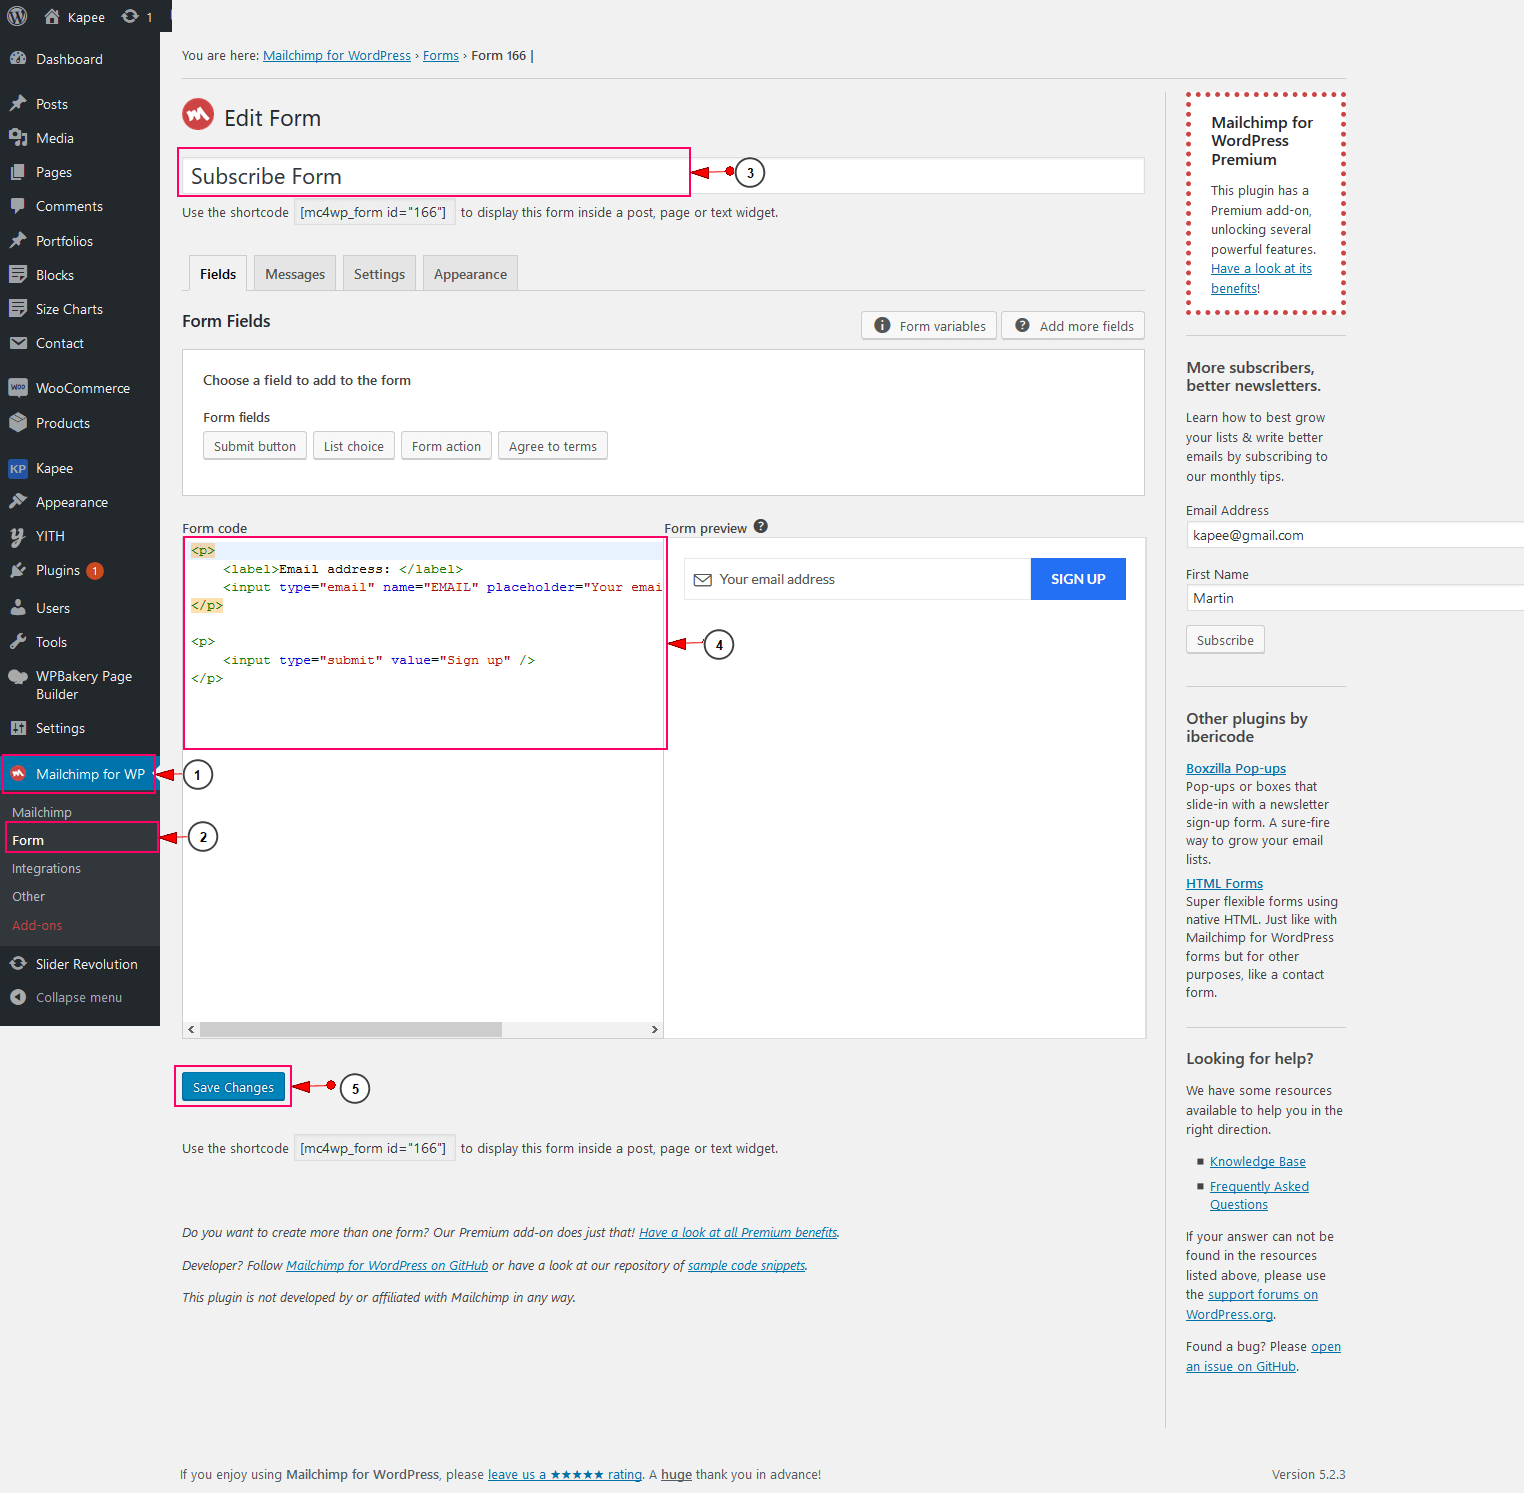 Kapee 1
Dashboard
Posts
Media
Pages
Comments
Portfolios
Blocks
Size Charts
Contact
WOO WooCommerce
Products
KP Kapee
Appearance
YITH
Plugins 1
Users
Tools
WPBakery Page
Builder
Settings
Mailchimp for WP
1
Mailchimp
Form
2
Integrations
Other
Add-ons
Slider Revolution
Collapse menu
You are here: Mailchimp for WordPress › Forms › Form 166 |
Edit Form
Subscribe Form
3
Use the shortcode [mc4wp_form id="166"] to display this form inside a post, page or text widget.
Fields Messages Settings Appearance
Form Fields
Form variables Add more fields
Choose a field to add to the form
Form fields
Submit button List choice Form action Agree to terms
Form code
<p>
<label>Email address: </label>
<input type="email" name="EMAIL" placeholder="Your emai
</p>
<p>
<input type="submit" value="Sign up" />
</p>
4
Form preview ?
Your email address SIGN UP
Save Changes
5
Use the shortcode [mc4wp_form id="166"] to display this form inside a post, page or text widget.
Do you want to create more than one form? Our Premium add-on does just that! Have a look at all Premium benefits.
Developer? Follow Mailchimp for WordPress on GitHub or have a look at our repository of sample code snippets.
This plugin is not developed by or affiliated with Mailchimp in any way.
Mailchimp for
WordPress
Premium
This plugin has a
Premium add-on,
unlocking several
powerful features.
Have a look at its
benefits!
More subscribers,
better newsletters.
Learn how to best grow
your lists & write better
emails by subscribing to
our monthly tips.
Email Address
kapee@gmail.com
First Name
Martin
Subscribe
Other plugins by
ibericode
Boxzilla Pop-ups
Pop-ups or boxes that
slide-in with a newsletter
sign-up form. A sure-fire
way to grow your email
lists.
HTML Forms
Super flexible forms using
native HTML. Just like with
Mailchimp for WordPress
forms but for other
purposes, like a contact
form.
Looking for help?
We have some resources
available to help you in the
right direction.
Knowledge Base
Frequently Asked
Questions
If your answer can not be
found in the resources
listed above, please use
the support forums on
WordPress.org.
Found a bug? Please open
an issue on GitHub.
If you enjoy using Mailchimp for WordPress, please leave us a ★★★★★ rating. A huge thank you in advance!
Version 5.2.3